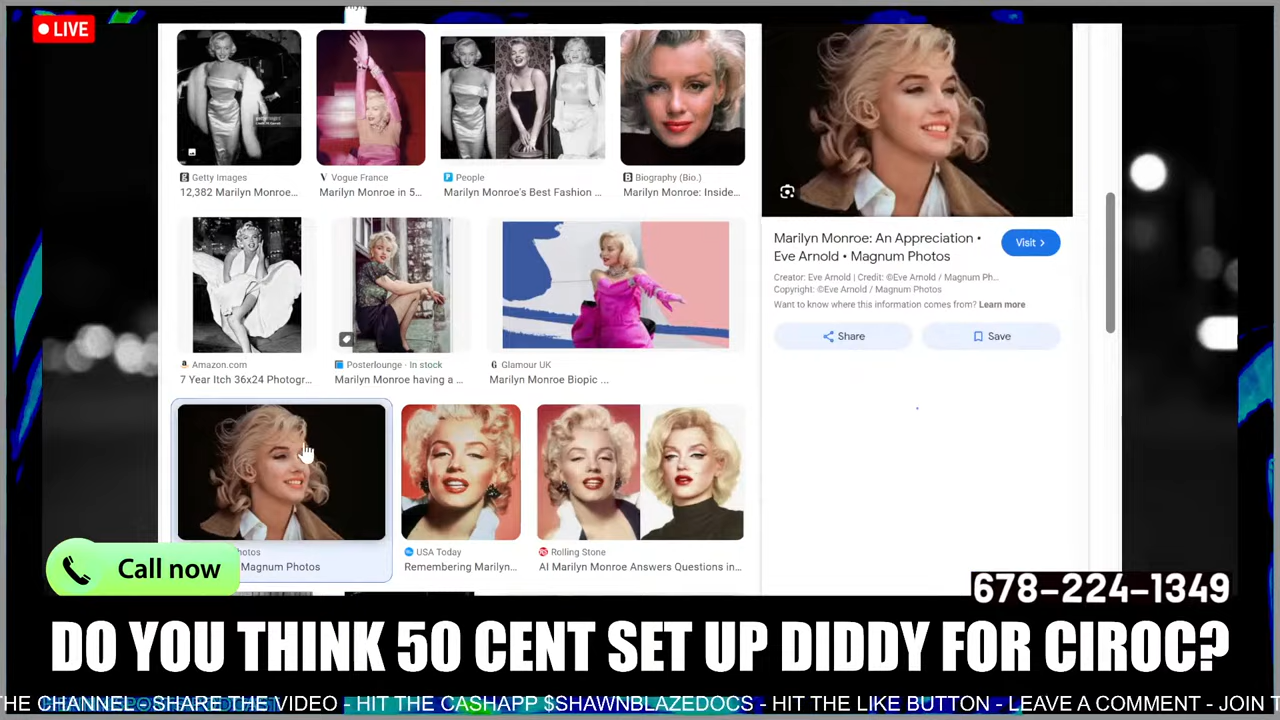 LIVE
gettyimages
Getty Images
12,382 Marilyn Monroe...
Vogue France
Marilyn Monroe in 5...
People
Marilyn Monroe's Best Fashion ...
Biography (Bio.)
Marilyn Monroe: Inside...
Marilyn Monroe: An Appreciation •
Eve Arnold • Magnum Photos
Visit
Creator: Eve Arnold | Credit: ©Eve Arnold / Magnum Ph...
Copyright: ©Eve Arnold / Magnum Photos
Want to know where this information comes from? Learn more
Share
Save
Amazon.com
7 Year Itch 36x24 Photogr...
Posterlounge · In stock
Marilyn Monroe having a ...
Glamour UK
Marilyn Monroe Biopic ...
hotos
Magnum Photos
USA Today
Remembering Marilyn...
Rolling Stone
AI Marilyn Monroe Answers Questions in...
Call now
678-224-1349
DO YOU THINK 50 CENT SET UP DIDDY FOR CIROC?
THE CHANNEL - SHARE THE VIDEO - HIT THE CASHAPP $SHAWNBLAZEDOCS - HIT THE LIKE BUTTON - LEAVE A COMMENT - JOIN T